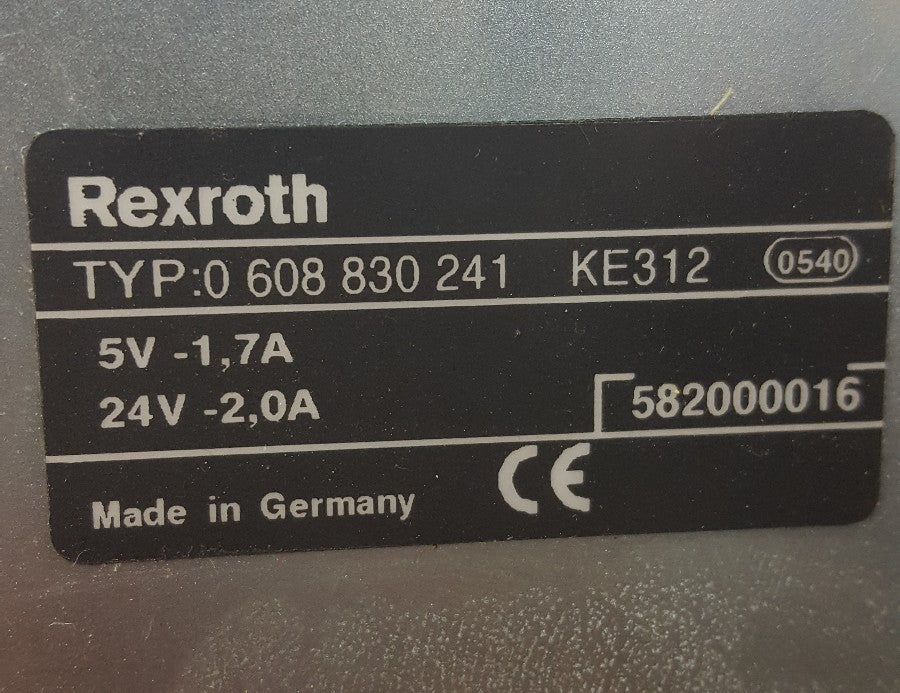 Rexroth
TYP:0 608 830 241 KE312 0540
5V -1,7A
24V -2,0A
582000016
Made in Germany CE